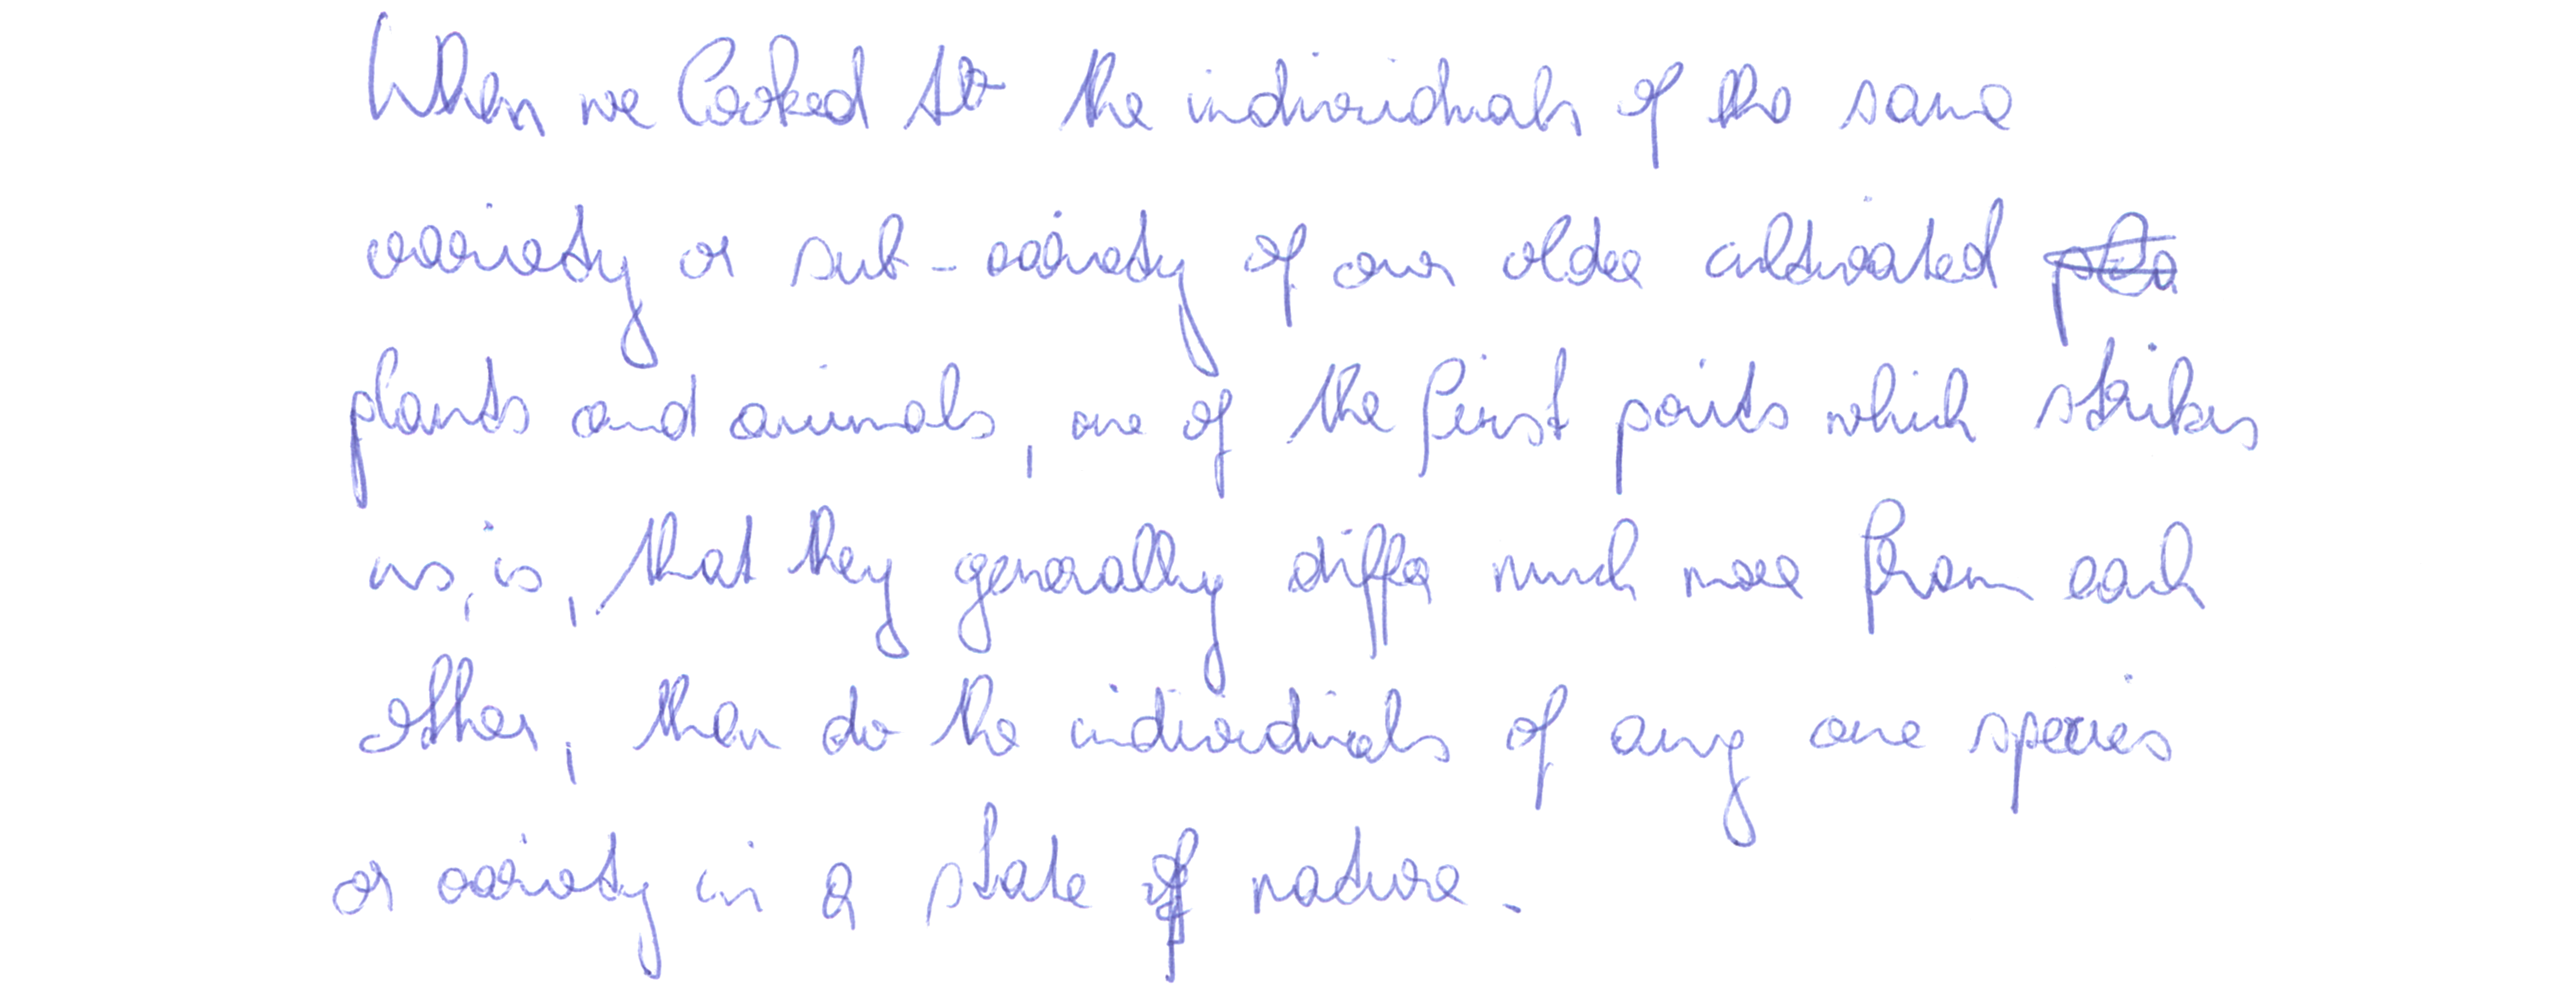 When we looked to the individuals of the same
variety or sub-variety of our older cultivated
plants and animals, one of the first points which strikes
us, is, that they generally differ much more from each
other, than do the individuals of any one species
or variety in a state of nature.